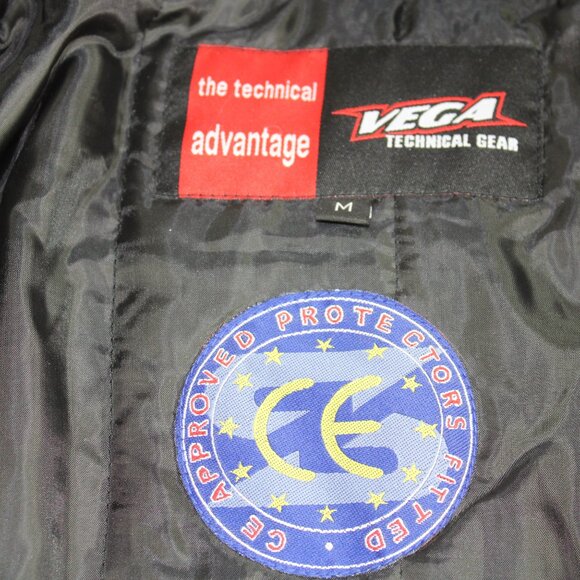 the technical
advantage
VEGA
TECHNICAL GEAR
M
CE APPROVED PROTECTORS FITTED
CE